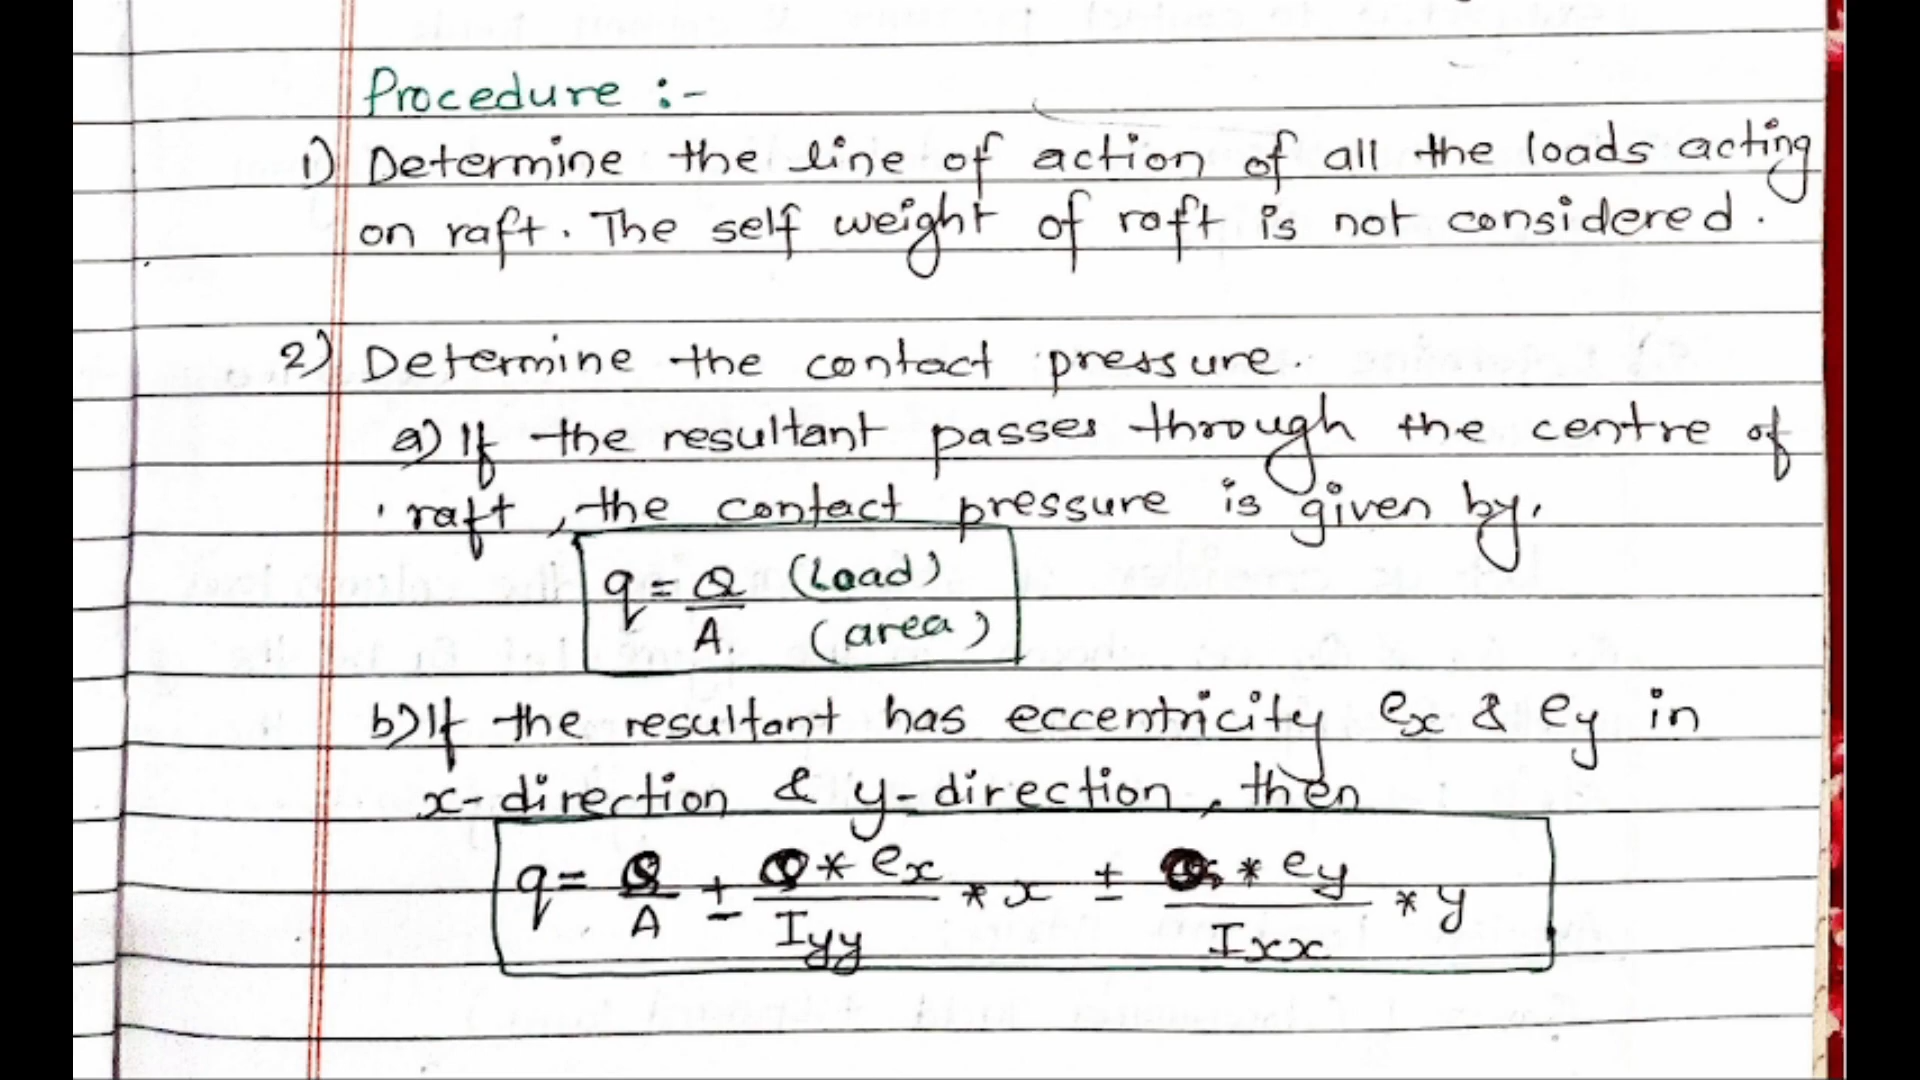 Procedure :-
1) Determine the line of action of all the loads acting
on raft. The self weight of raft is not considered.
2) Determine the contact pressure.
a) If the resultant passes through the centre of
raft, the contact pressure is given by,
q = Q/A (Load) (area)
b) If the resultant has eccentricity ex & ey in
x-direction & y-direction, then
q = Q/A ± Q * ex / Iyy * x ± Q * ey / Ixx * y